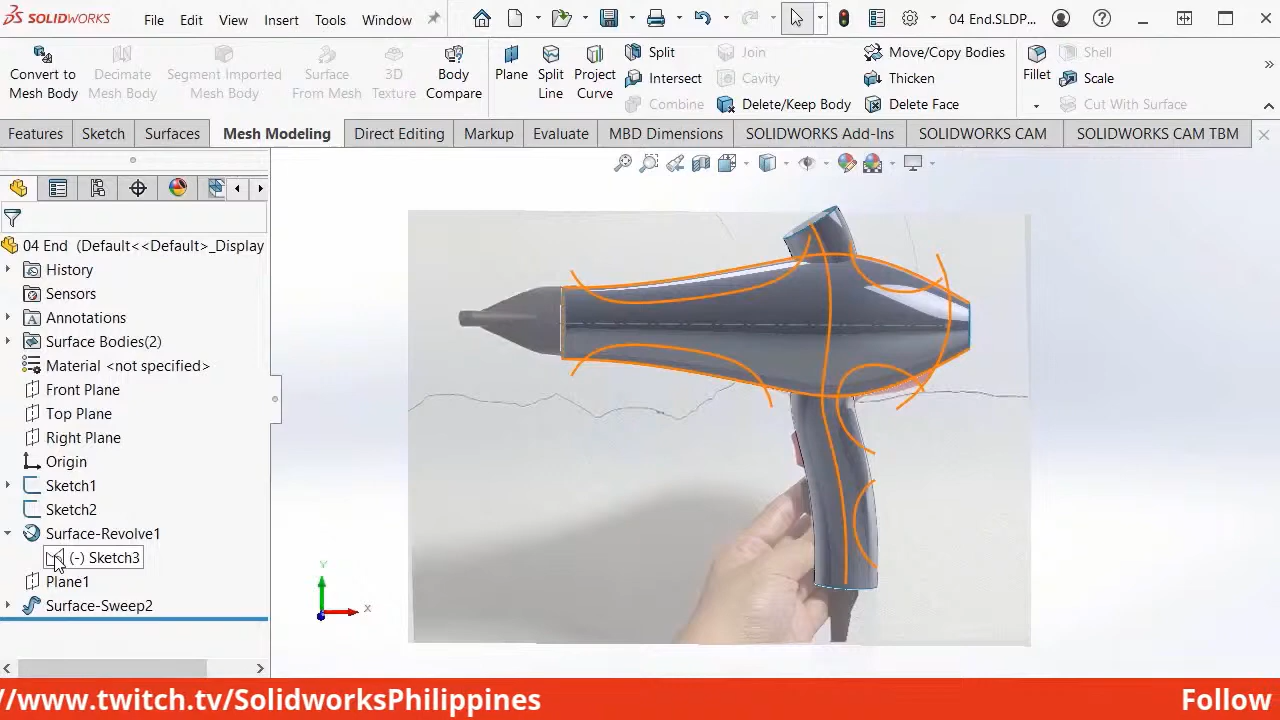 SOLIDWORKS File Edit View Insert Tools Window 04 End.SLDP...
Convert to Mesh Body
Decimate Mesh Body
Segment Imported Mesh Body
Surface From Mesh
3D Texture
Body Compare
Plane
Split Line
Project Curve
Split
Intersect
Combine
Join
Cavity
Delete/Keep Body
Move/Copy Bodies
Thicken
Delete Face
Fillet
Shell
Scale
Cut With Surface
Features Sketch Surfaces Mesh Modeling Direct Editing Markup Evaluate MBD Dimensions SOLIDWORKS Add-Ins SOLIDWORKS CAM SOLIDWORKS CAM TBM
04 End (Default<<Default>_Display
History
Sensors
Annotations
Surface Bodies(2)
Material <not specified>
Front Plane
Top Plane
Right Plane
Origin
Sketch1
Sketch2
Surface-Revolve1
(-) Sketch3
Plane1
Surface-Sweep2
Y
X
//www.twitch.tv/SolidworksPhilippines Follow